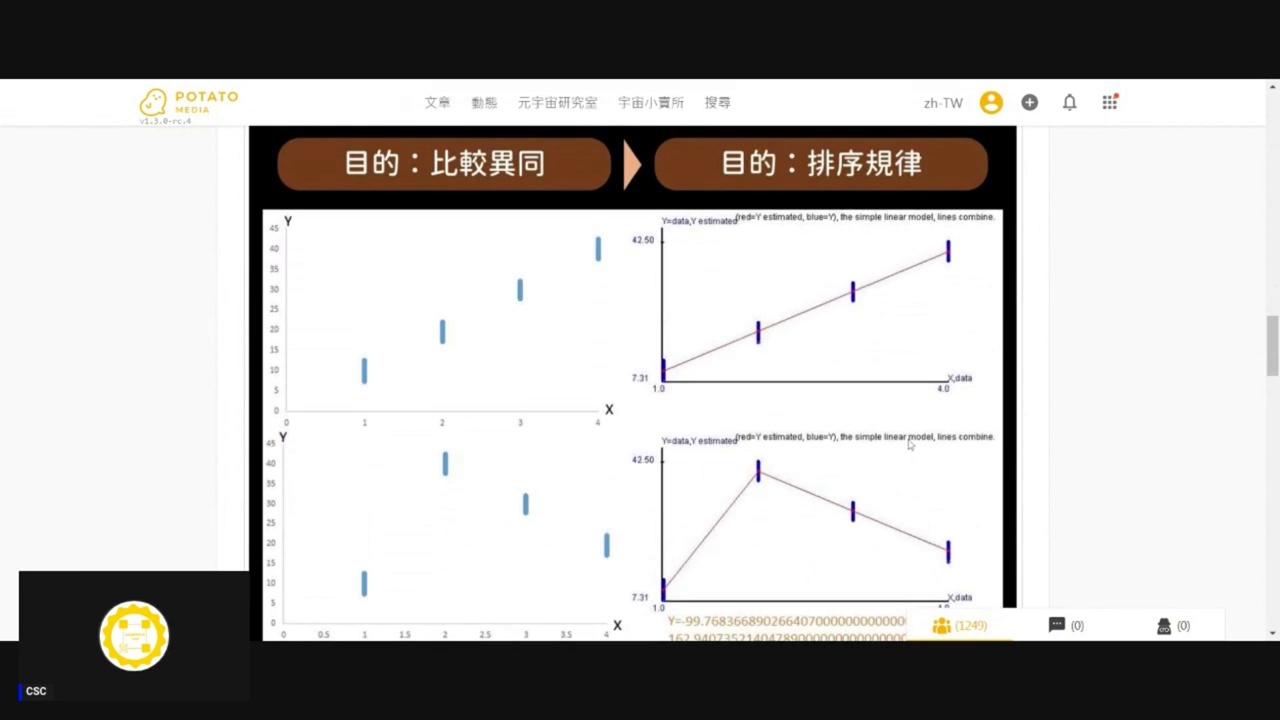 POTATO
MEDIA
v1.3.0-rc.4
文章 動態 元宇宙研究室 宇宙小賣所 搜尋
zh-TW
目的：比較異同
目的：排序規律
Y
45
40
35
30
25
20
15
10
5
0
0 1 2 3 4
X
Y=data,Y estimated
(red=Y estimated, blue=Y), the simple linear model, lines combine.
42.50
7.31
1.0
4.0
X,data
Y
45
40
35
30
25
20
15
10
5
0
0 0.5 1 1.5 2 2.5 3 3.5 4
X
Y=data,Y estimated
(red=Y estimated, blue=Y), the simple linear model, lines combine.
42.50
7.31
1.0
X,data
(1249)
(0)
(0)
CSC